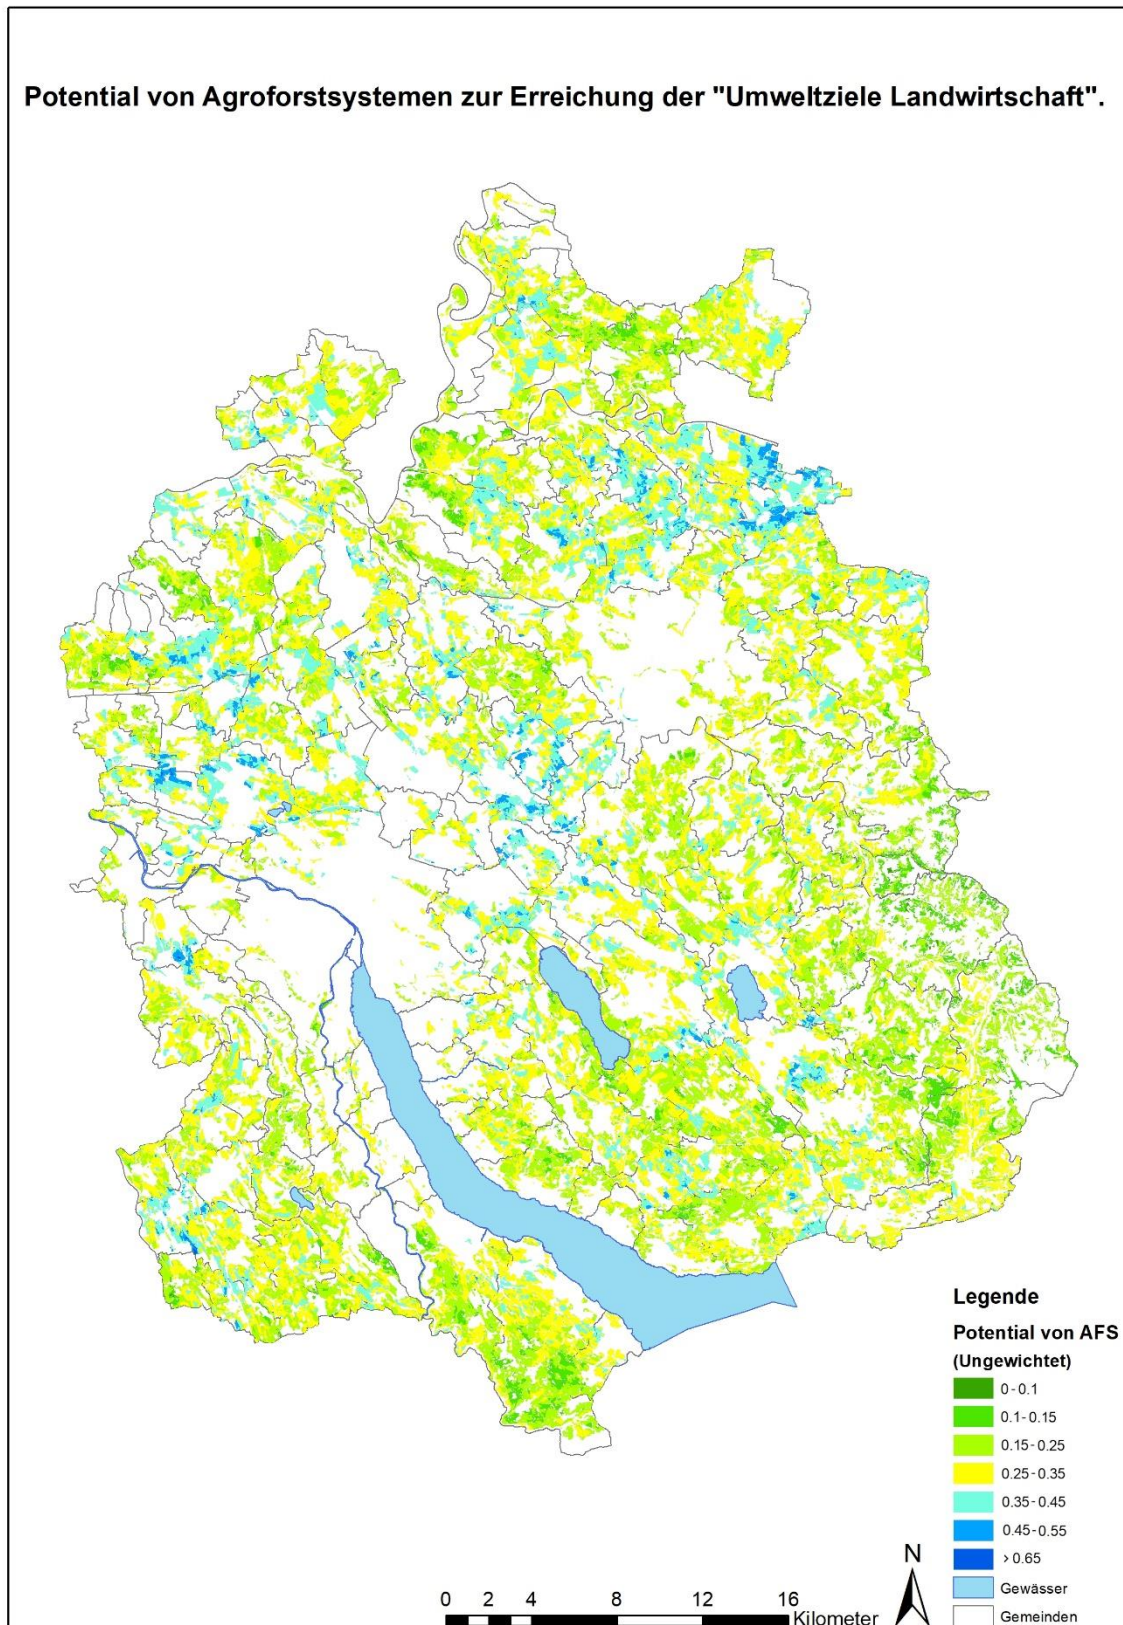 Potential von Agroforstsystemen zur Erreichung der "Umweltziele Landwirtschaft".
Legende
Potential von AFS
(Ungewichtet)
0-0.1
0.1-0.15
0.15-0.25
0.25-0.35
0.35-0.45
0.45-0.55
> 0.65
Gewässer
Gemeinden
N
0 2 4 8 12 16
Kilometer